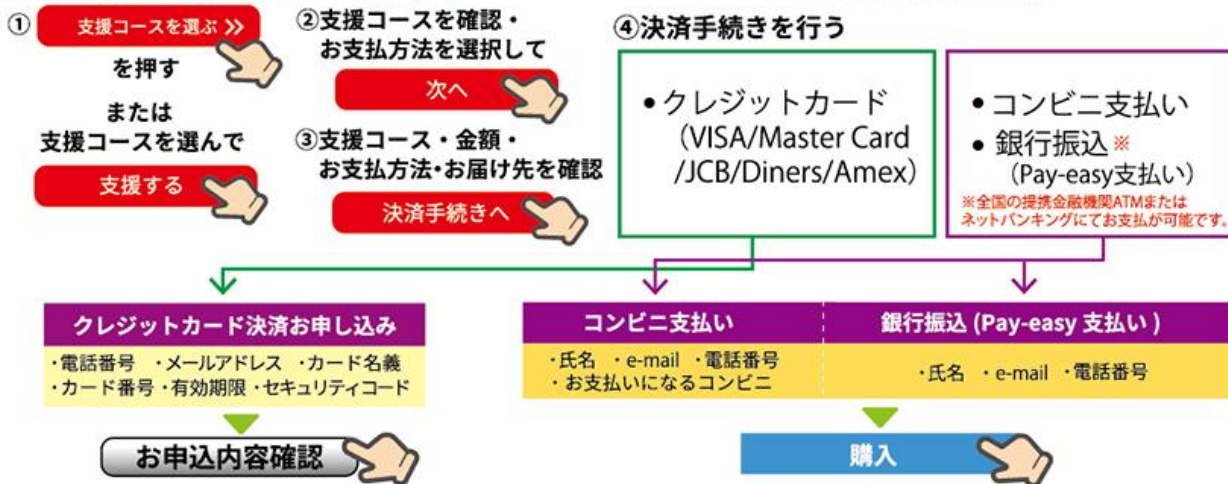 ① 支援コースを選ぶ »
を押す
または
支援コースを選んで
支援する
②支援コースを確認・
お支払方法を選択して
次へ
③支援コース・金額・
お支払方法・お届け先を確認
決済手続きへ
④決済手続きを行う
・クレジットカード
（VISA/Master Card
/JCB/Diners/Amex）
・コンビニ支払い
・銀行振込※
（Pay-easy支払い）
※全国の提携金融機関ATMまたは
ネットバンキングにてお支払が可能です。
クレジットカード決済お申し込み
・電話番号 ・メールアドレス ・カード名義
・カード番号・有効期限・セキュリティコード
お申込内容確認
コンビニ支払い
・氏名 ・e-mail ・電話番号
・お支払いになるコンビニ
銀行振込 (Pay-easy 支払い )
・氏名 ・e-mail ・電話番号
購入